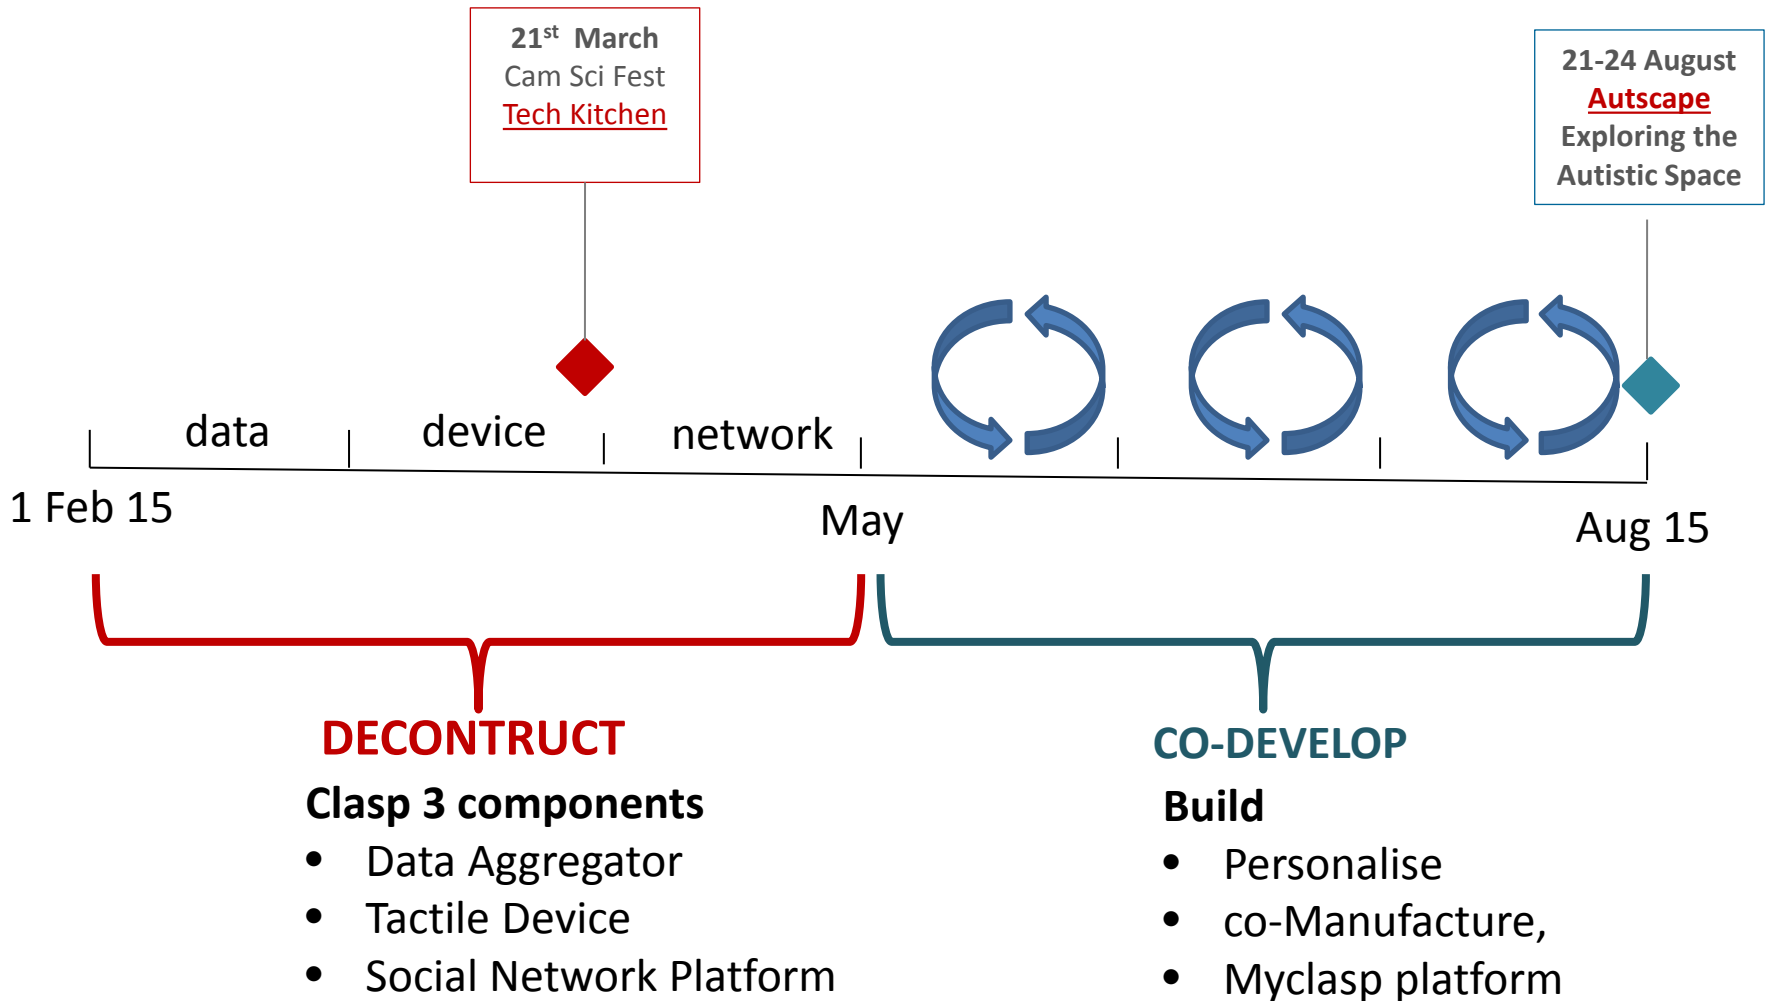 21st March
Cam Sci Fest
Tech Kitchen
21-24 August
Autscape
Exploring the
Autistic Space
data
device
network
1 Feb 15
May
Aug 15
DECONTRUCT
Clasp 3 components
• Data Aggregator
• Tactile Device
• Social Network Platform
CO-DEVELOP
Build
• Personalise
• co-Manufacture,
• Myclasp platform